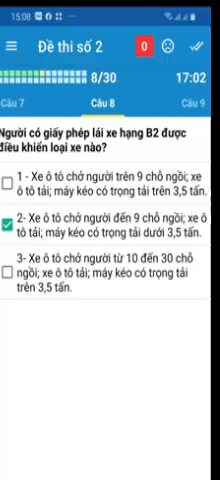 15:08
Đề thi số 2
0
8/30
17:02
Câu 7
Câu 8
Câu 9
Người có giấy phép lái xe hạng B2 được
điều khiển loại xe nào?
1 - Xe ô tô chở người trên 9 chỗ ngồi; xe
ô tô tải; máy kéo có trọng tải trên 3,5 tấn.
2- Xe ô tô chở người đến 9 chỗ ngồi; xe ô
tô tải; máy kéo có trọng tải dưới 3,5 tấn.
3- Xe ô tô chở người từ 10 đến 30 chỗ
ngồi; xe ô tô tải; máy kéo có trọng tải
trên 3,5 tấn.